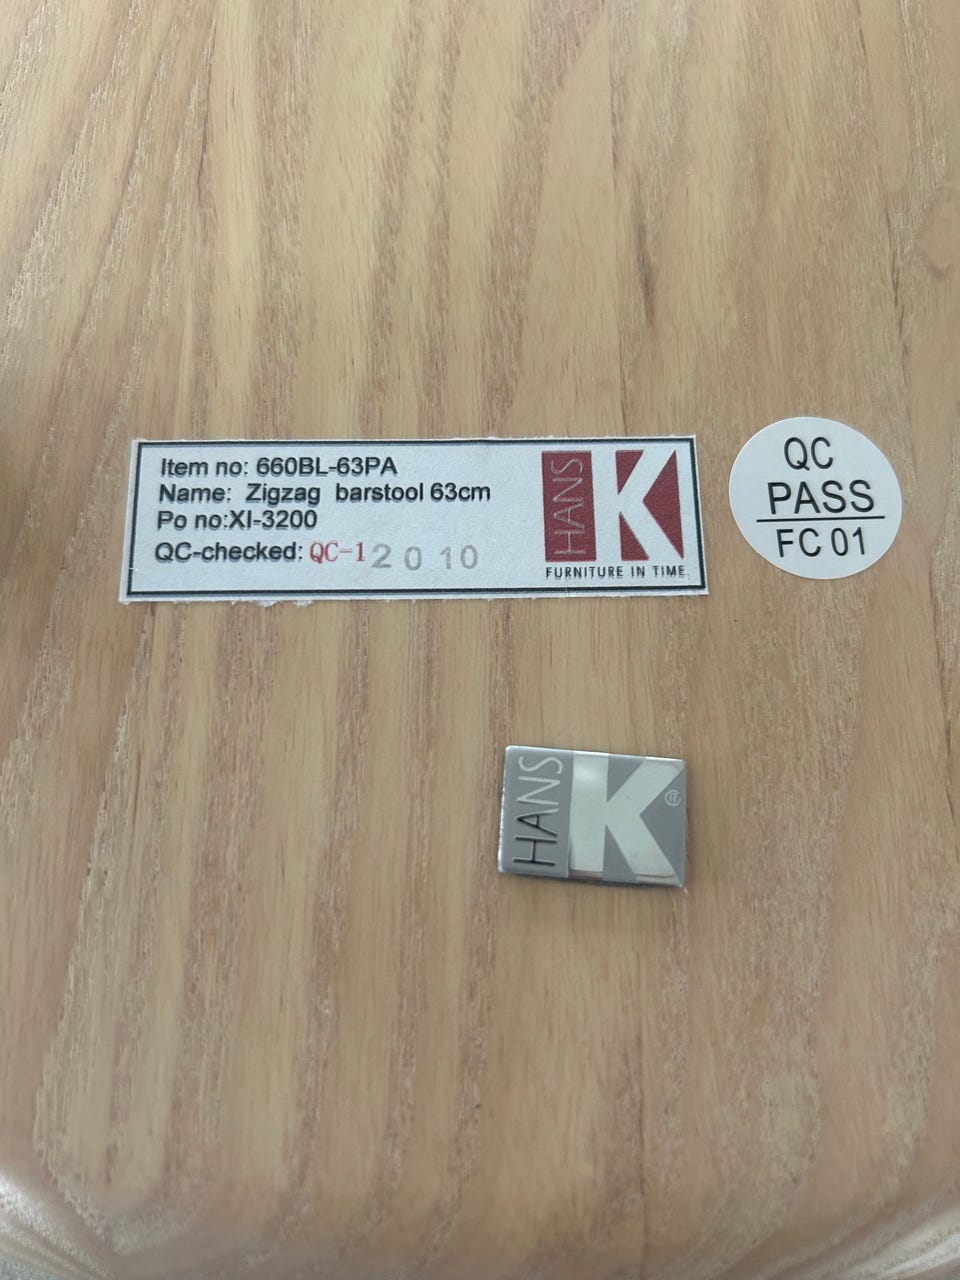 Item no: 660BL-63PA
Name: Zigzag barstool 63cm
Po no:XI-3200
QC-checked: QC-1 2 0 10
HANS K
FURNITURE IN TIME
QC
PASS
FC 01
HANS K®